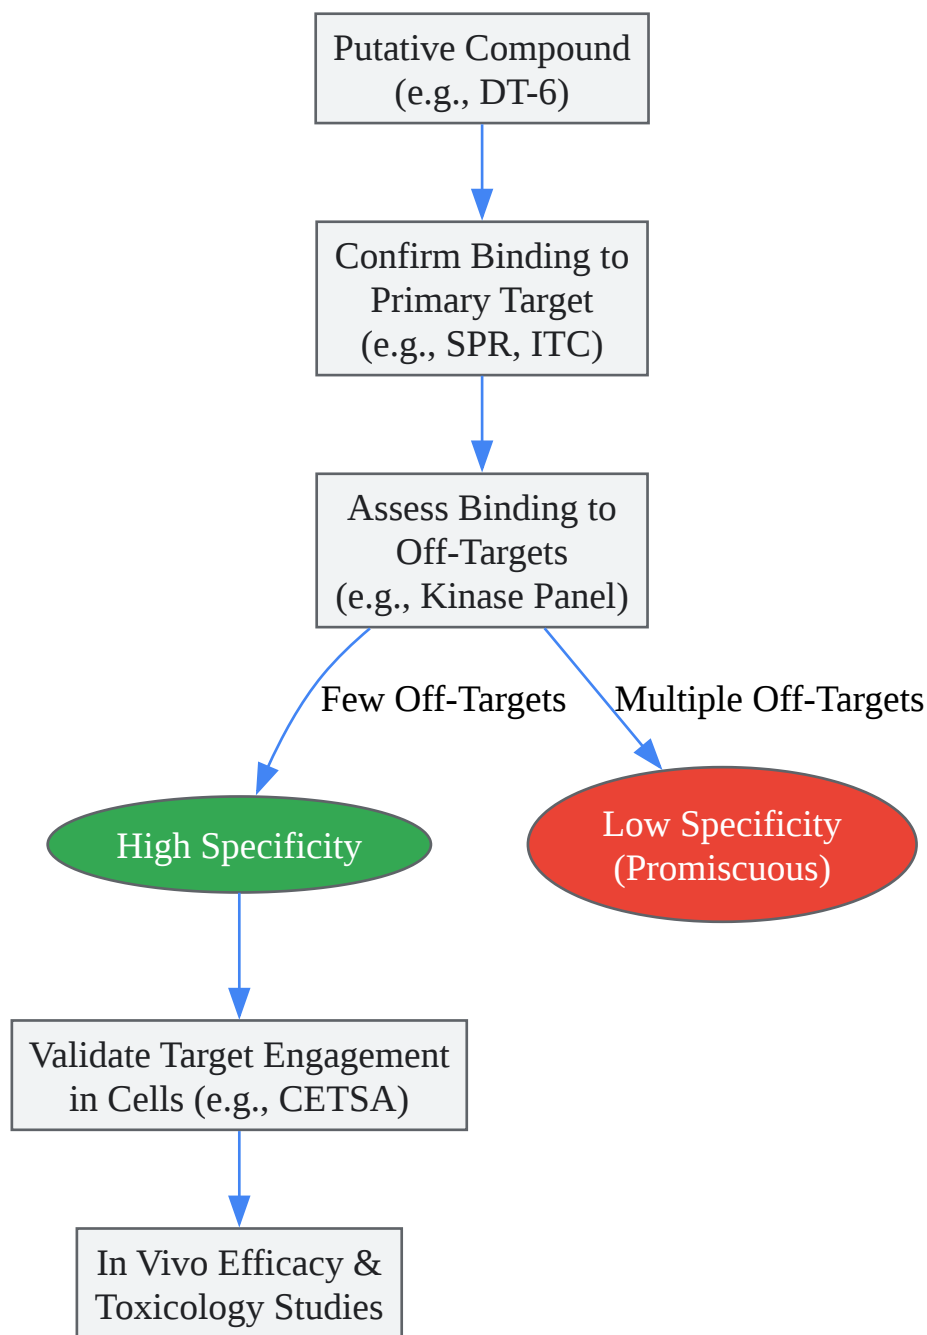 Putative Compound
(e.g., DT-6)
Confirm Binding to
Primary Target
(e.g., SPR, ITC)
Assess Binding to
Off-Targets
(e.g., Kinase Panel)
Few Off-Targets
Multiple Off-Targets
High Specificity
Low Specificity
(Promiscuous)
Validate Target Engagement
in Cells (e.g., CETSA)
In Vivo Efficacy &
Toxicology Studies